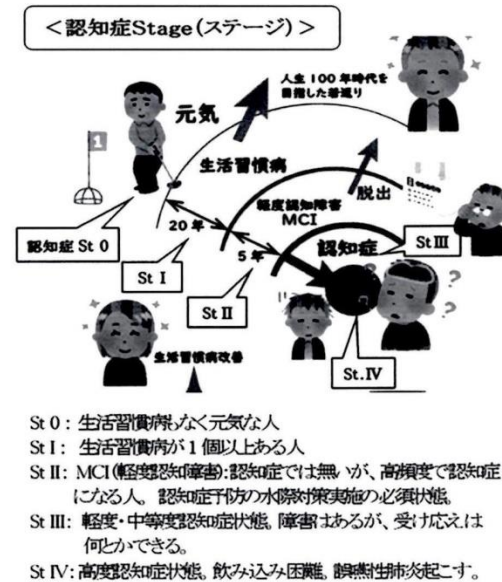 ＜認知症Stage(ステージ)＞
人生100年時代を
目指した若返り
元気
1
生活習慣病
脱出
軽度認知障害
MCI
認知症 St 0
20年
認知症
St Ⅲ
St Ⅰ
5年
St Ⅱ
?
? ?
生活習慣病改善
St.Ⅳ
St 0: 生活習慣病もなく元気な人
St Ⅰ: 生活習慣病が1個以上ある人
St Ⅱ: MCI(軽度認知障害):認知症では無いが、高頻度で認知症
になる人。認知症予防の水際対策実施の必須状態。
St Ⅲ: 軽度・中等度認知症状態。障害はあるが、受け応えは
何とかできる。
St Ⅳ: 高度認知症状態。飲み込み困難。誤嚥性肺炎起こす。